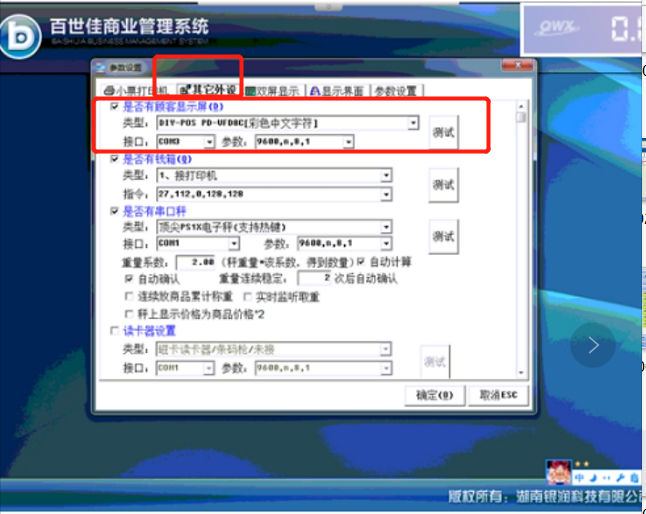 百世佳商业管理系统
BAISHIJIA BUSINESS MANAGEMENT SYSTEM
QWX
0.
参数设置
小票打印机 其它外设 双屏显示 显示界面 参数设置
是否有顾客显示屏(D)
类型: DIY-POS PD-VFD8C[彩色中文字符]
接口: COM3 参数: 9600,n,8,1
测试
是否有钱箱(Q)
类型: 1、接打印机
指令: 27,112,0,128,128
测试
是否有串口秤
类型: 顶尖PS1X电子秤(支持热键)
接口: COM1 参数: 9600,n,8,1
测试
重量系数: 2.00 (秤重量*该系数, 得到数量) 自动计算
自动确认 重量连续稳定: 2 次后自动确认
连续放商品累计称重 实时监听取重
秤上显示价格为商品价格*2
读卡器设置
类型: 磁卡读卡器/条码枪/未接
接口: COM1 参数: 9600,n,8,1
测试
确定(O) 取消ESC
中
版权所有: 湖南银润科技有限公